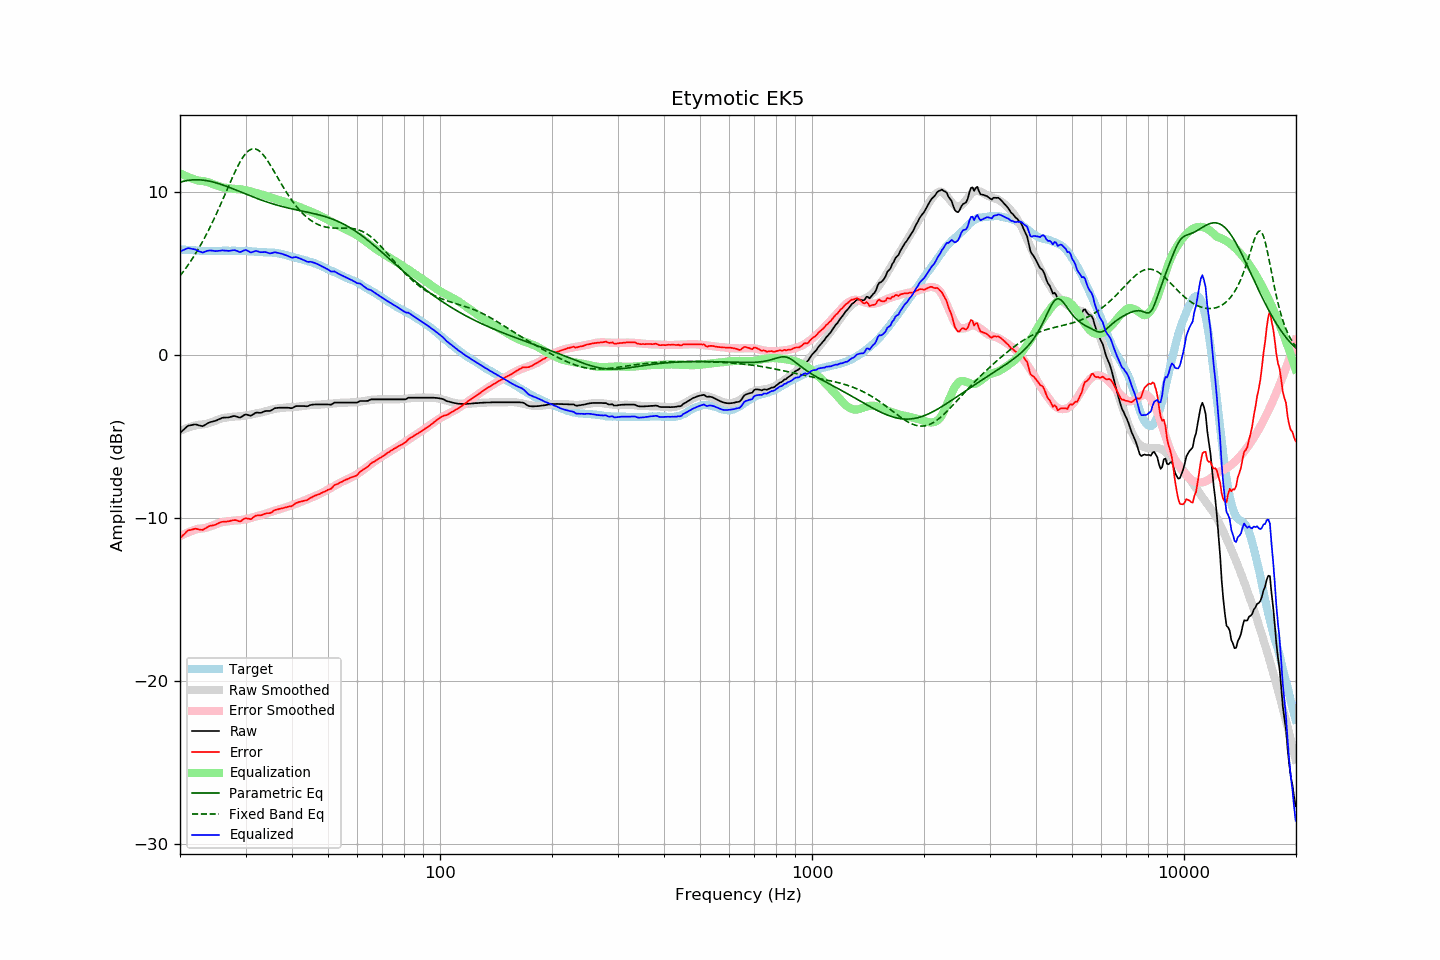 Etymotic EK5
Amplitude (dBr)
10
0
−10
−20
−30
Target
Raw Smoothed
Error Smoothed
Raw
Error
Equalization
Parametric Eq
Fixed Band Eq
Equalized
100
1000
10000
Frequency (Hz)